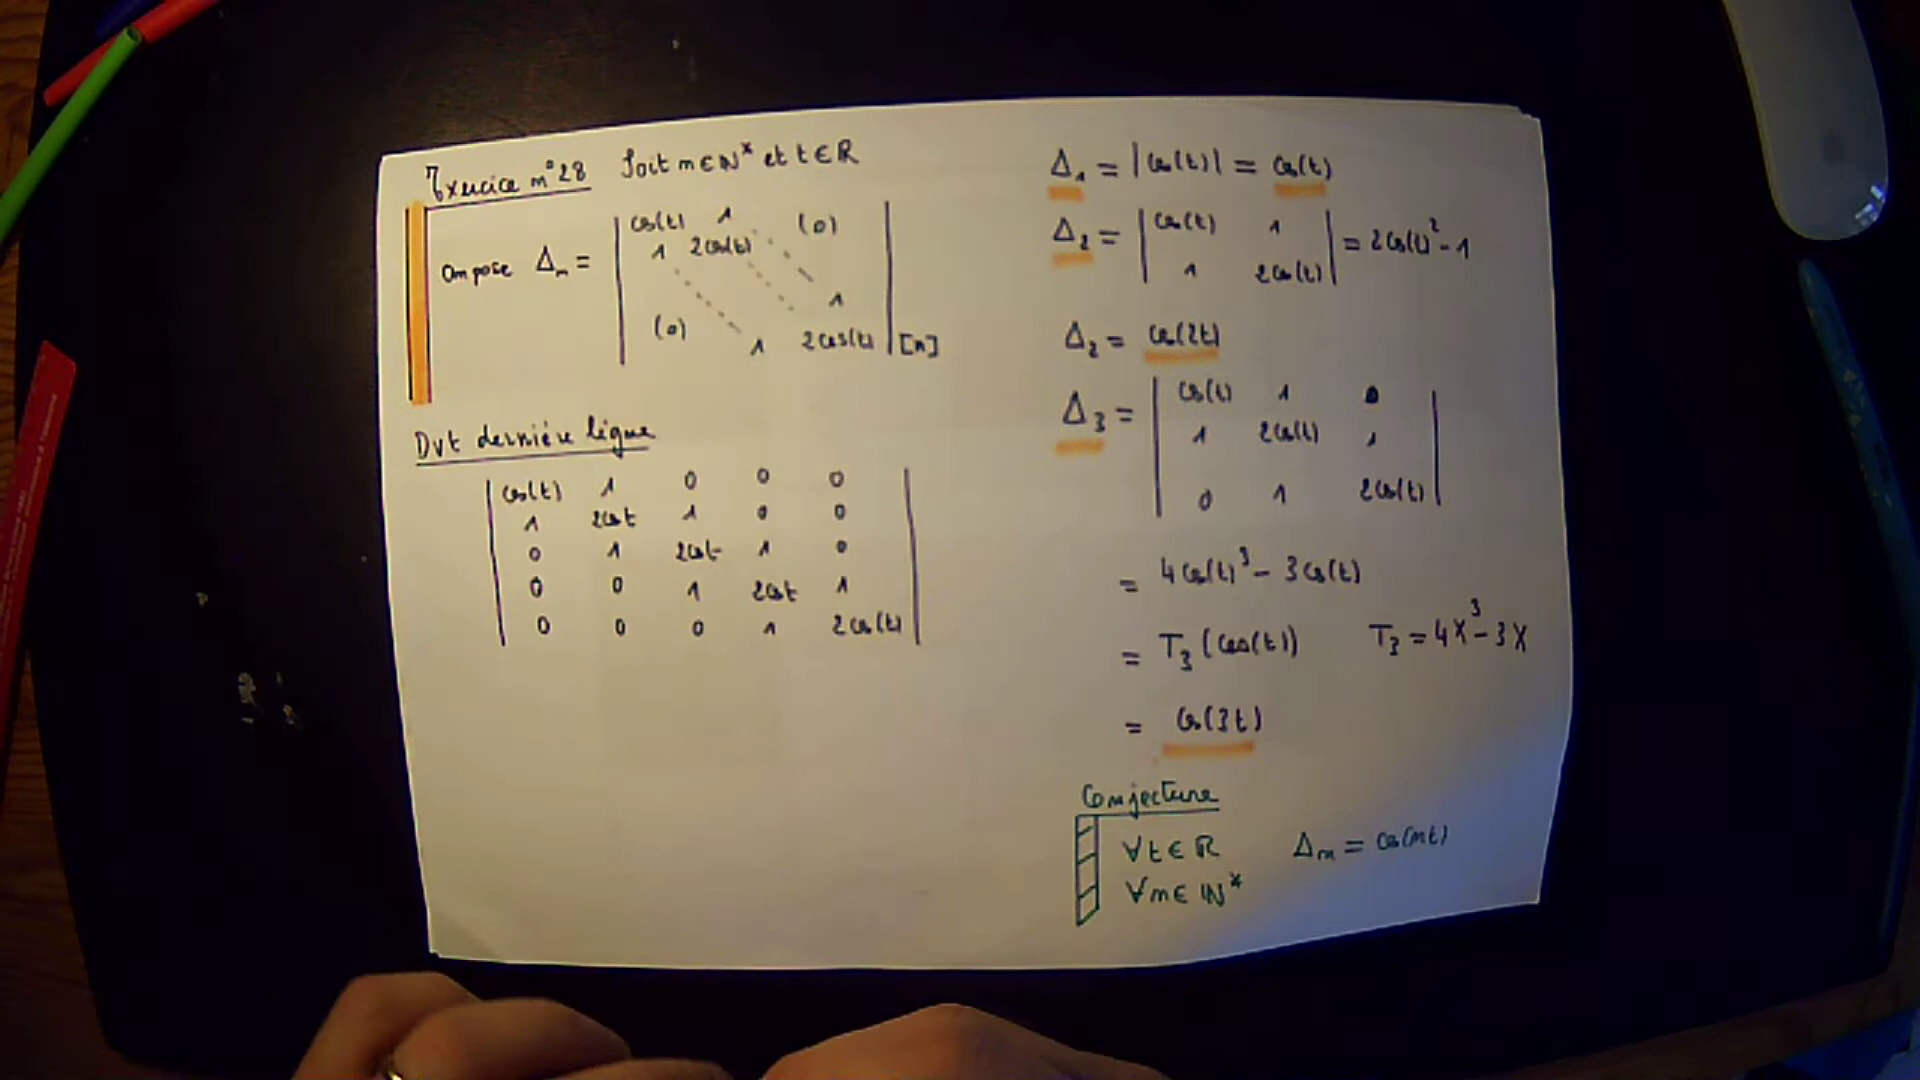 Exercice n°28 Soit n∈N* et t∈R
On pose Δn = | cos(t) 1 (0)
1 2cos(t)
1
(0) 1 2cos(t) | [n]
Dvt dernière ligne
| cos(t) 1 0 0 0 |
| 1 2cost 1 0 0 |
| 0 1 2cost 1 0 |
| 0 0 1 2cost 1 |
| 0 0 0 1 2cos(t) |
Δ1 = |cos(t)| = cos(t)
Δ2 = | cos(t) 1
1 2cos(t) | = 2cos(t)² - 1
Δ2 = cos(2t)
Δ3 = | cos(t) 1 0 |
| 1 2cos(t) 1 |
| 0 1 2cos(t) |
= 4cos(t)³ - 3cos(t)
= T3(cos(t)) T3 = 4X³ - 3X
= cos(3t)
Conjecture
∀t∈R Δn = cos(nt)
∀n∈N*